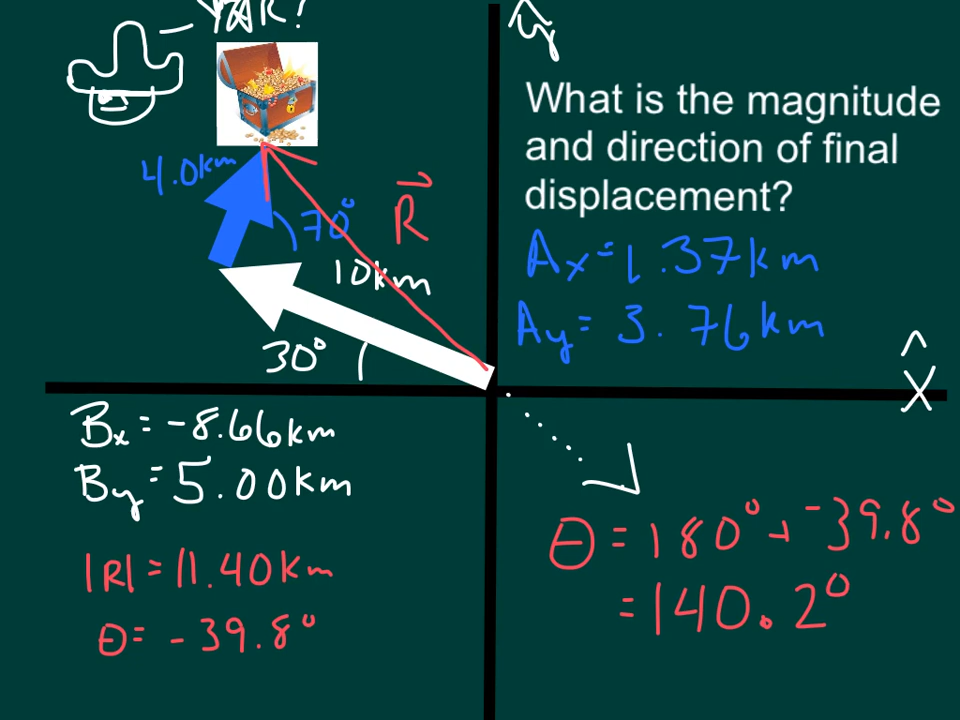 YAR!
ŷ
What is the magnitude
and direction of final
displacement?
4.0km
70°
R
10km
30°
Ax=1.37km
Ay= 3.76km
x̂
Bx=-8.66km
By=5.00km
|R|=11.40km
θ=-39.8°
θ=180°+-39.8°
=140.2°